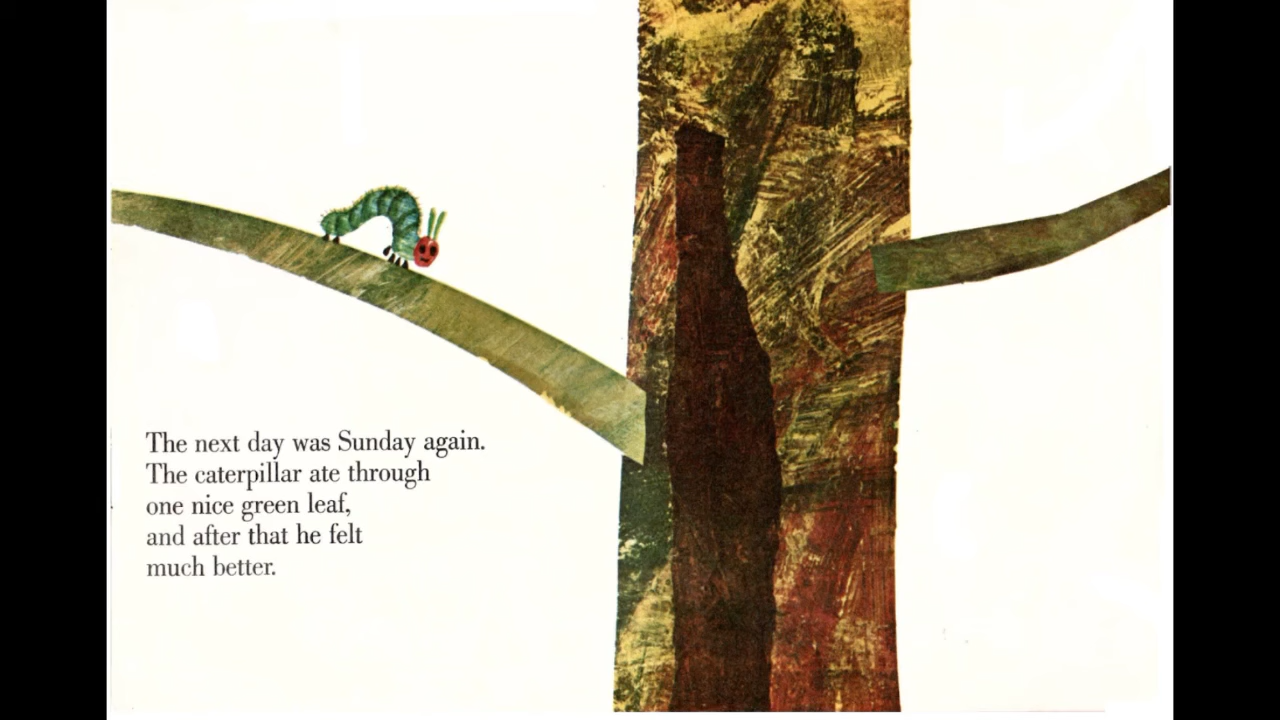 The next day was Sunday again.
The caterpillar ate through
one nice green leaf,
and after that he felt
much better.